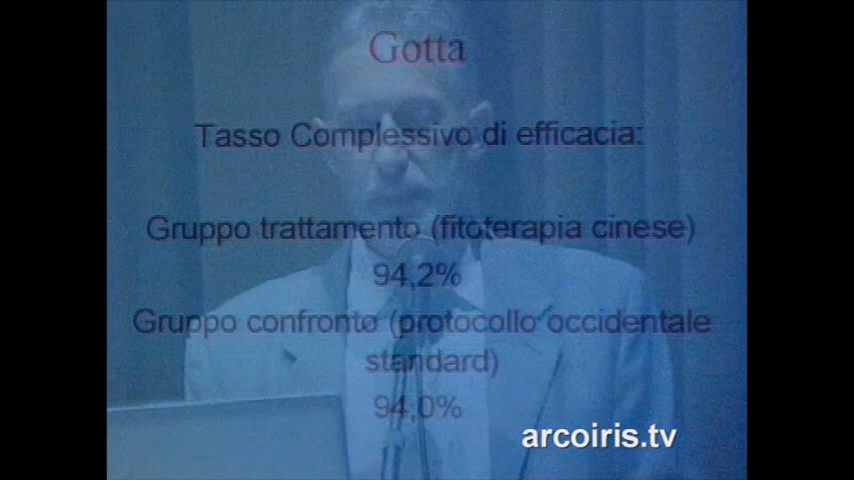 Gotta
Tasso Complessivo di efficacia:
Gruppo trattamento (fitoterapia cinese)
94,2%
Gruppo confronto (protocollo occidentale
standard)
94,0%
arcoiris.tv